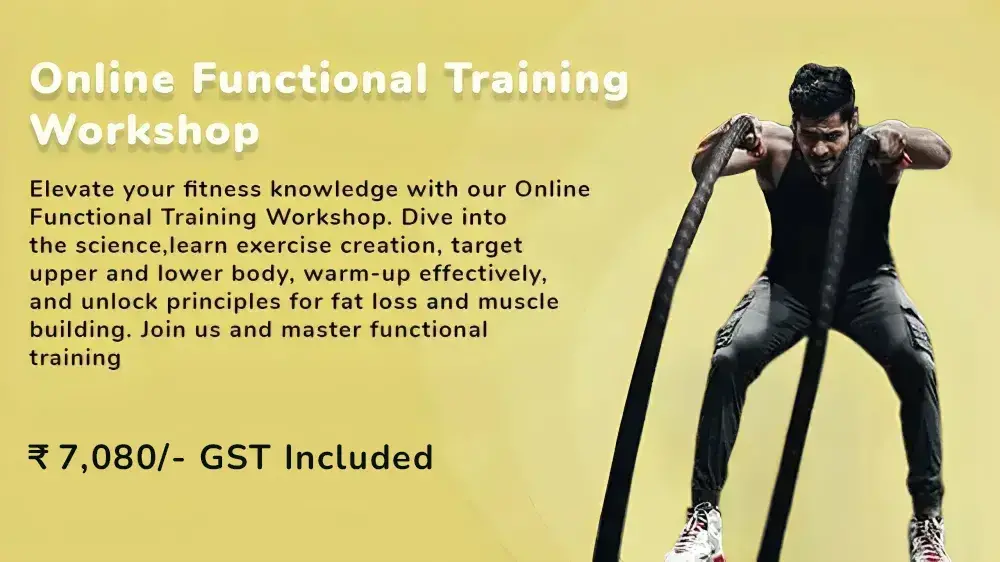 Online Functional Training
Workshop
Elevate your fitness knowledge with our Online
Functional Training Workshop. Dive into
the science,learn exercise creation, target
upper and lower body, warm-up effectively,
and unlock principles for fat loss and muscle
building. Join us and master functional
training
₹ 7,080/- GST Included